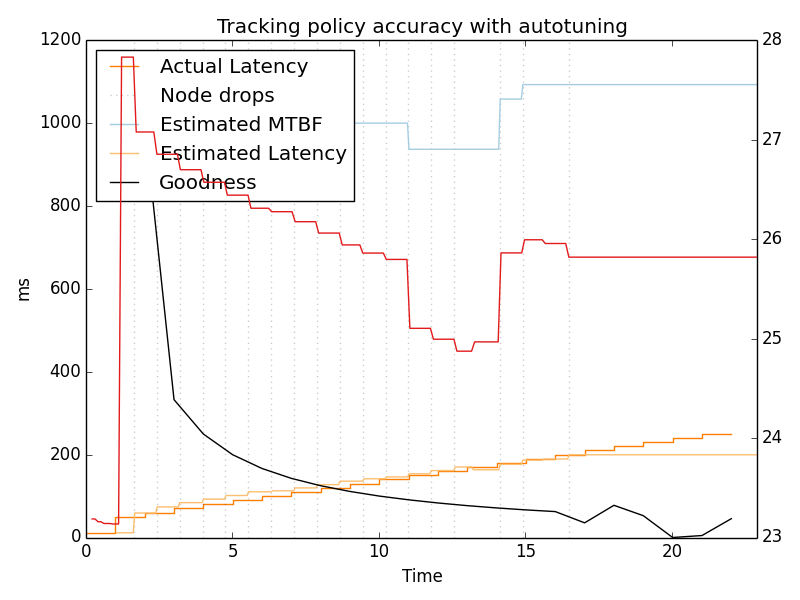 Tracking policy accuracy with autotuning
1200
1000
800
600
400
200
0
ms
Actual Latency
Node drops
Estimated MTBF
Estimated Latency
Goodness
28
27
26
25
24
23
0 5 10 15 20
Time